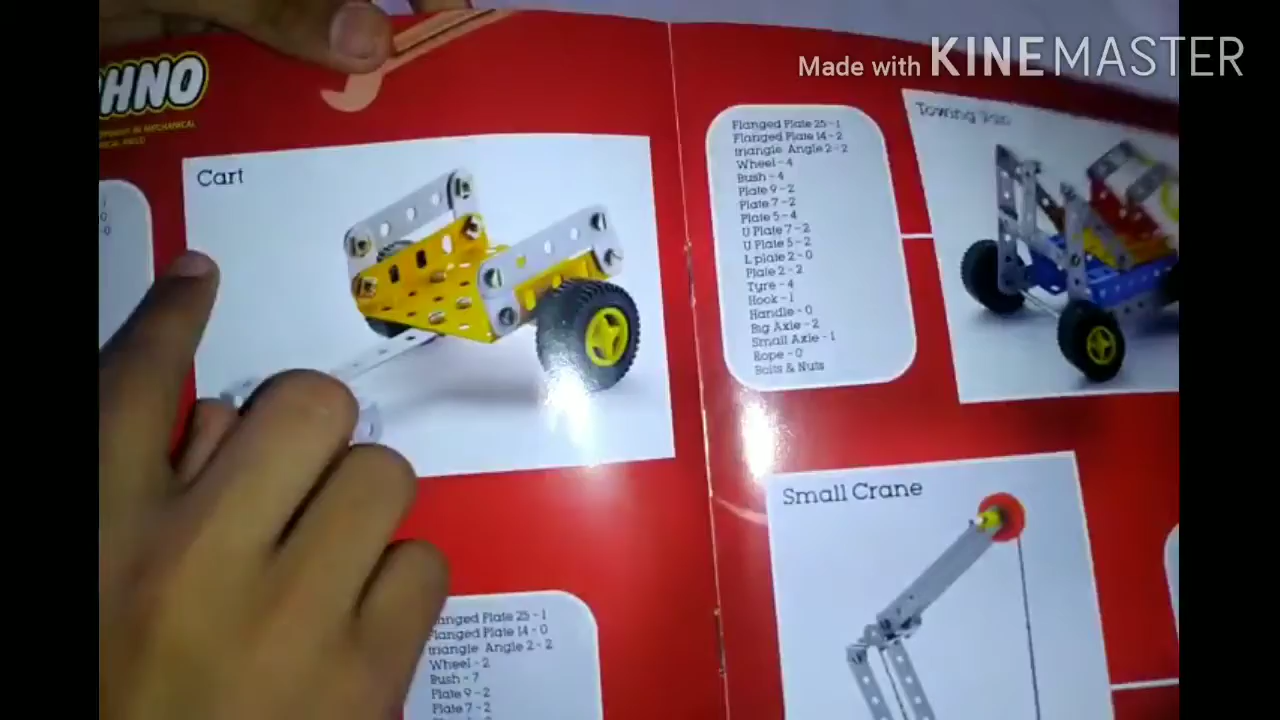 Made with KINEMASTER
HNO
Cart
Flanged Plate 25 - 1
Flanged Plate 14 - 2
triangle Angle 2 - 2
Wheel - 4
Bush - 4
Plate 9 - 2
Plate 7 - 2
Plate 5 - 4
U Plate 7 - 2
U Plate 5 - 2
L plate 2 - 0
Plate 2 - 2
Tyre - 4
Hook - 1
Handle - 0
Big Axle - 2
Small Axle - 1
Rope - 0
Bolts & Nuts
Towing Van
Small Crane
anged Plate 25 - 1
langed Plate 14 - 0
triangle Angle 2 - 2
Wheel - 2
Bush - 7
Plate 9 - 2
Plate 7 - 2